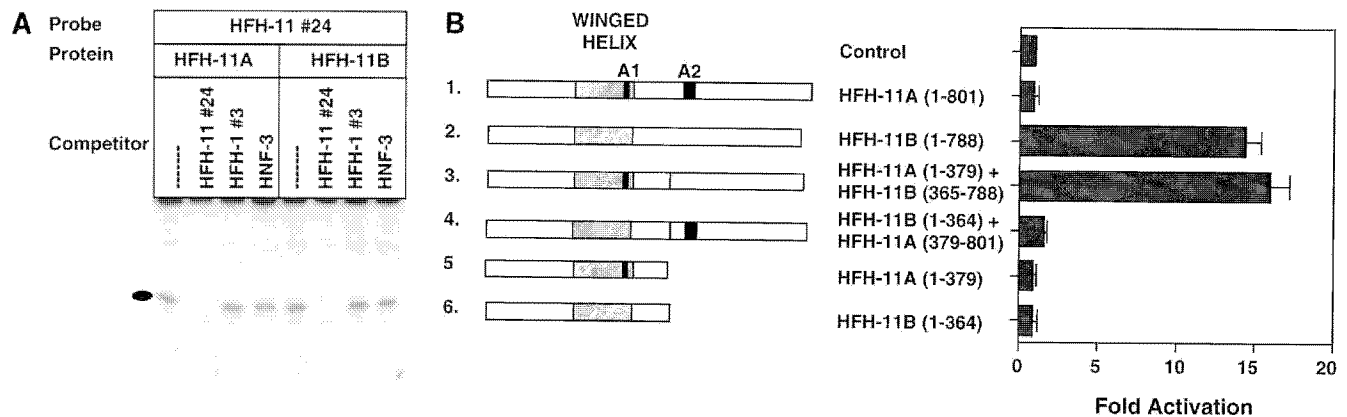 A
Probe
HFH-11 #24
Protein
HFH-11A
HFH-11B
Competitor
------
HFH-11 #24
HFH-1 #3
HNF-3
------
HFH-11 #24
HFH-1 #3
HNF-3
B
WINGED
HELIX
A1
A2
1.
2.
3.
4.
5
6.
Control
HFH-11A (1-801)
HFH-11B (1-788)
HFH-11A (1-379) +
HFH-11B (365-788)
HFH-11B (1-364) +
HFH-11A (379-801)
HFH-11A (1-379)
HFH-11B (1-364)
0
5
10
15
20
Fold Activation